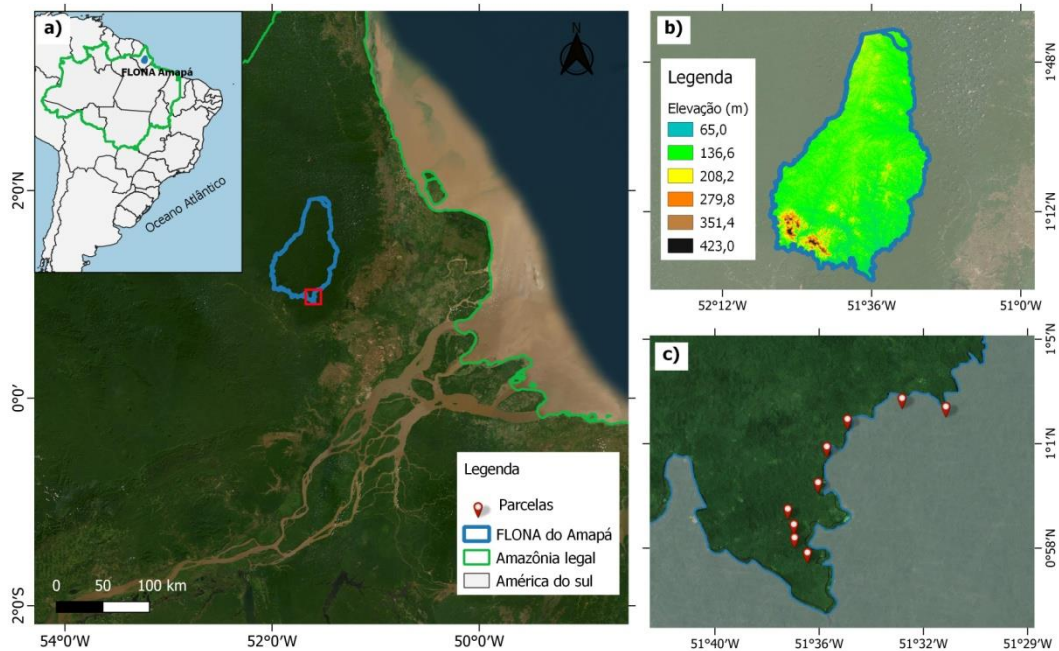 a)
FLONA Amapá
Oceano Atlântico
N
2°0'N
0°0'
2°0'S
Legenda
Parcelas
FLONA do Amapá
Amazônia legal
América do sul
0 50 100 km
54°0'W 52°0'W 50°0'W
b)
Legenda
Elevação (m)
65,0
136,6
208,2
279,8
351,4
423,0
1°48'N
1°12'N
52°12'W 51°36'W 51°0'W
c)
1°5'N
1°1'N
0°58'N
51°40'W 51°36'W 51°32'W 51°29'W